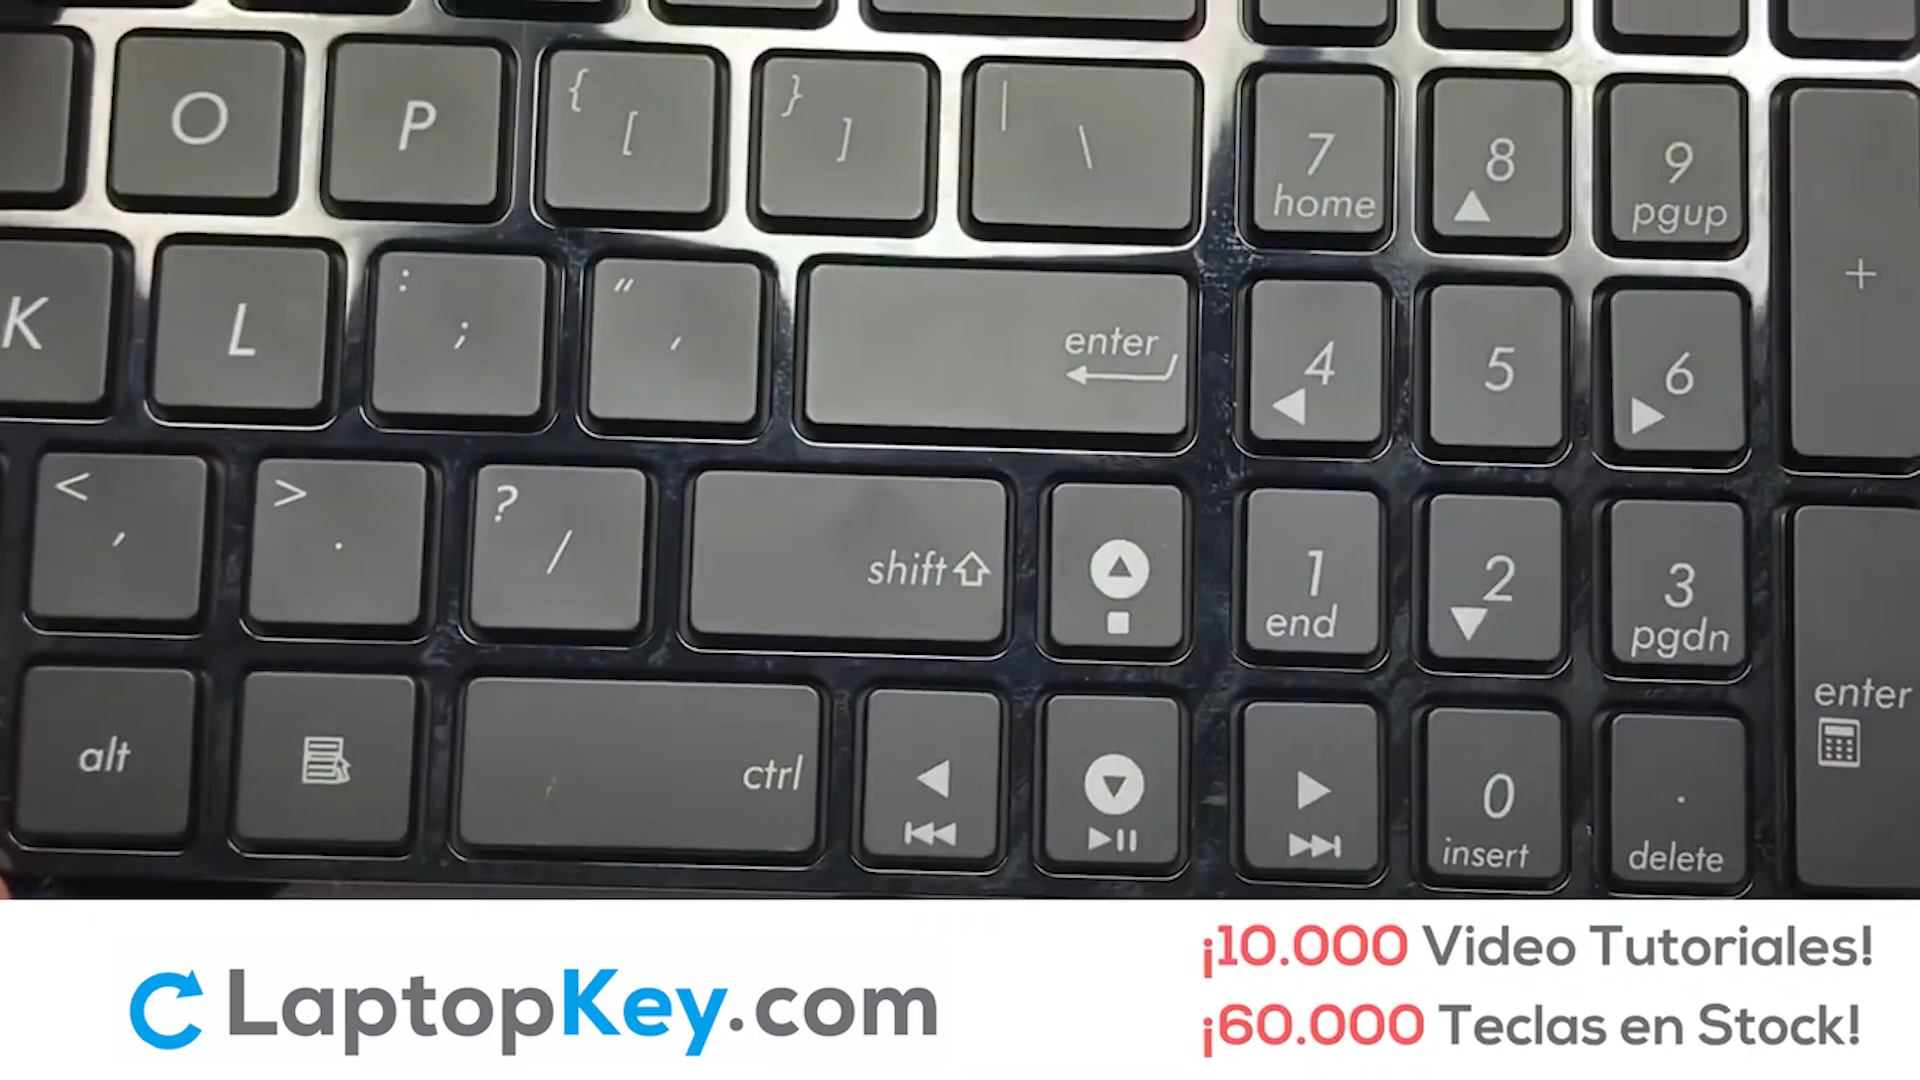 O P { [ } ] | \ 7 home 8 9 pgup +
K L : ; " ' enter 4 5 6
< , > . ? / shift 1 end 2 3 pgdn
alt ctrl 0 insert . delete enter
LaptopKey.com
¡10.000 Video Tutoriales!
¡60.000 Teclas en Stock!